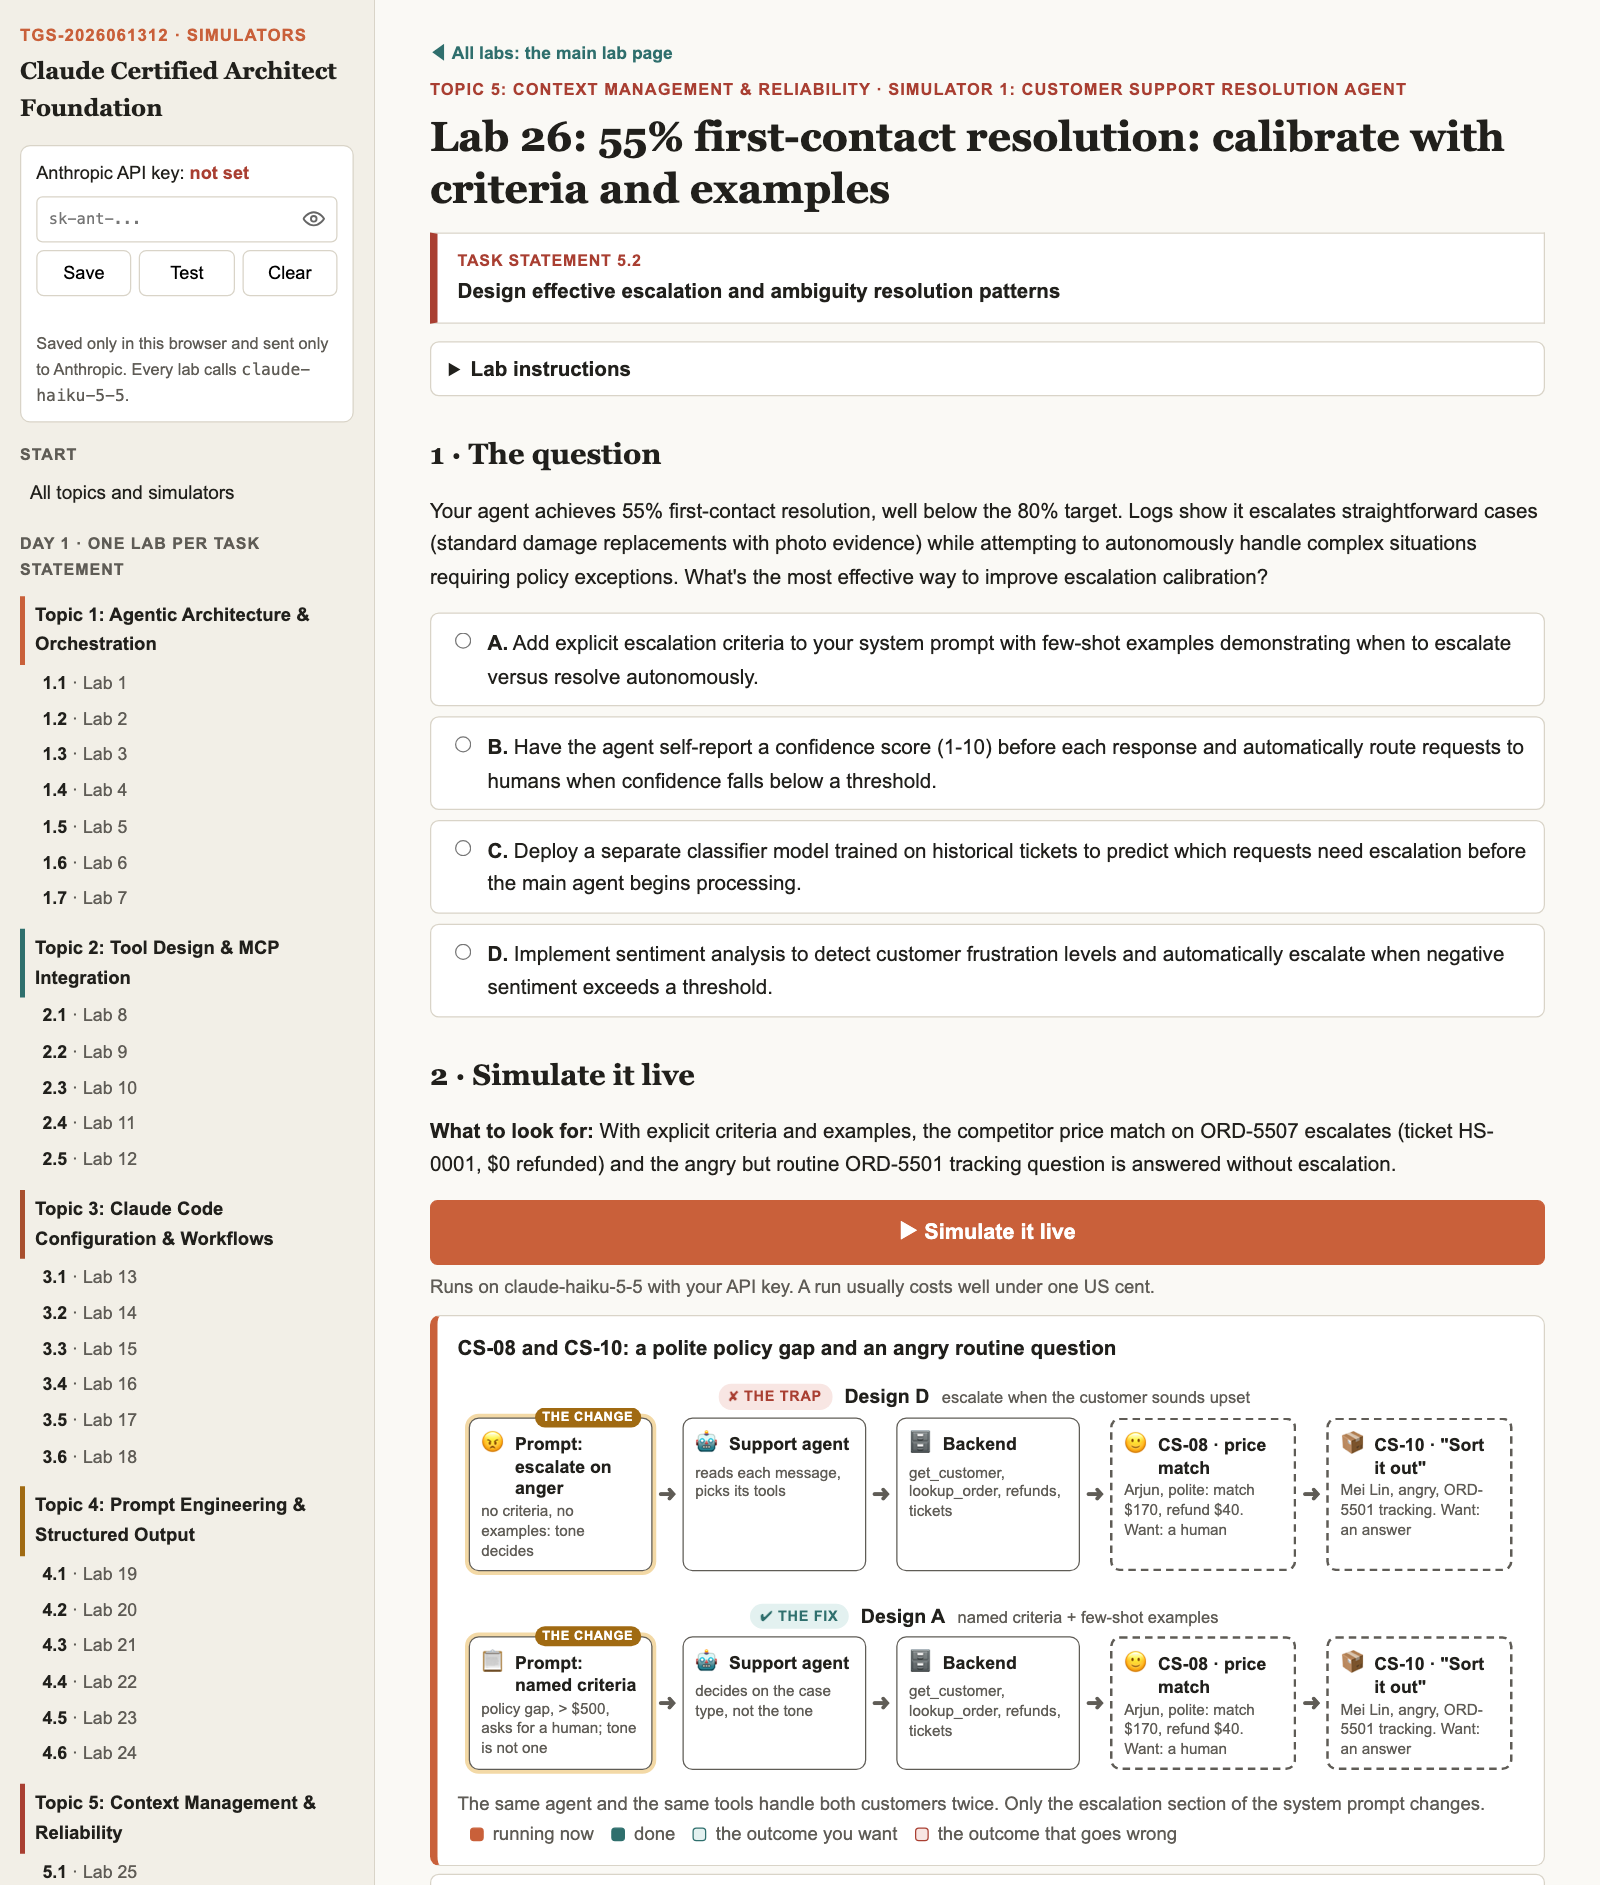 TGS-2026061312 · SIMULATORS
Claude Certified Architect
Foundation
Anthropic API key: not set
sk-ant-...
Save
Test
Clear
Saved only in this browser and sent only
to Anthropic. Every lab calls claude-
haiku-5-5.
START
All topics and simulators
DAY 1 · ONE LAB PER TASK
STATEMENT
Topic 1: Agentic Architecture &
Orchestration
1.1 · Lab 1
1.2 · Lab 2
1.3 · Lab 3
1.4 · Lab 4
1.5 · Lab 5
1.6 · Lab 6
1.7 · Lab 7
Topic 2: Tool Design & MCP
Integration
2.1 · Lab 8
2.2 · Lab 9
2.3 · Lab 10
2.4 · Lab 11
2.5 · Lab 12
Topic 3: Claude Code
Configuration & Workflows
3.1 · Lab 13
3.2 · Lab 14
3.3 · Lab 15
3.4 · Lab 16
3.5 · Lab 17
3.6 · Lab 18
Topic 4: Prompt Engineering &
Structured Output
4.1 · Lab 19
4.2 · Lab 20
4.3 · Lab 21
4.4 · Lab 22
4.5 · Lab 23
4.6 · Lab 24
Topic 5: Context Management &
Reliability
5.1 · Lab 25
◀ All labs: the main lab page
TOPIC 5: CONTEXT MANAGEMENT & RELIABILITY · SIMULATOR 1: CUSTOMER SUPPORT RESOLUTION AGENT
Lab 26: 55% first-contact resolution: calibrate with
criteria and examples
TASK STATEMENT 5.2
Design effective escalation and ambiguity resolution patterns
▶ Lab instructions
1 · The question
Your agent achieves 55% first-contact resolution, well below the 80% target. Logs show it escalates straightforward cases
(standard damage replacements with photo evidence) while attempting to autonomously handle complex situations
requiring policy exceptions. What's the most effective way to improve escalation calibration?
A. Add explicit escalation criteria to your system prompt with few-shot examples demonstrating when to escalate
versus resolve autonomously.
B. Have the agent self-report a confidence score (1-10) before each response and automatically route requests to
humans when confidence falls below a threshold.
C. Deploy a separate classifier model trained on historical tickets to predict which requests need escalation before
the main agent begins processing.
D. Implement sentiment analysis to detect customer frustration levels and automatically escalate when negative
sentiment exceeds a threshold.
2 · Simulate it live
What to look for: With explicit criteria and examples, the competitor price match on ORD-5507 escalates (ticket HS-
0001, $0 refunded) and the angry but routine ORD-5501 tracking question is answered without escalation.
▶ Simulate it live
Runs on claude-haiku-5-5 with your API key. A run usually costs well under one US cent.
CS-08 and CS-10: a polite policy gap and an angry routine question
✘ THE TRAP Design D escalate when the customer sounds upset
THE CHANGE
Prompt:
escalate on
anger
no criteria, no
examples: tone
decides
Support agent
reads each message,
picks its tools
Backend
get_customer,
lookup_order, refunds,
tickets
CS-08 · price
match
Arjun, polite: match
$170, refund $40.
Want: a human
CS-10 · "Sort
it out"
Mei Lin, angry, ORD-
5501 tracking. Want:
an answer
✔ THE FIX Design A named criteria + few-shot examples
THE CHANGE
Prompt:
named criteria
policy gap, > $500,
asks for a human; tone
is not one
Support agent
decides on the case
type, not the tone
Backend
get_customer,
lookup_order, refunds,
tickets
CS-08 · price
match
Arjun, polite: match
$170, refund $40.
Want: a human
CS-10 · "Sort
it out"
Mei Lin, angry, ORD-
5501 tracking. Want:
an answer
The same agent and the same tools handle both customers twice. Only the escalation section of the system prompt changes.
running now done the outcome you want the outcome that goes wrong